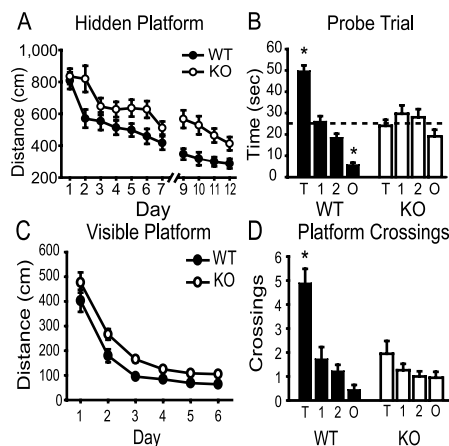 A Hidden Platform
Distance (cm)
1,000
800
600
400
200
WT
KO
1 2 3 4 5 6 7 9 10 11 12
Day
B Probe Trial
Time (sec)
60
50
40
30
20
10
0
*
*
T 1 2 O T 1 2 O
WT KO
C Visible Platform
Distance (cm)
600
500
400
300
200
100
0
WT
KO
1 2 3 4 5 6
Day
D Platform Crossings
Crossings
6
5
4
3
2
1
0
*
T 1 2 O T 1 2 O
WT KO